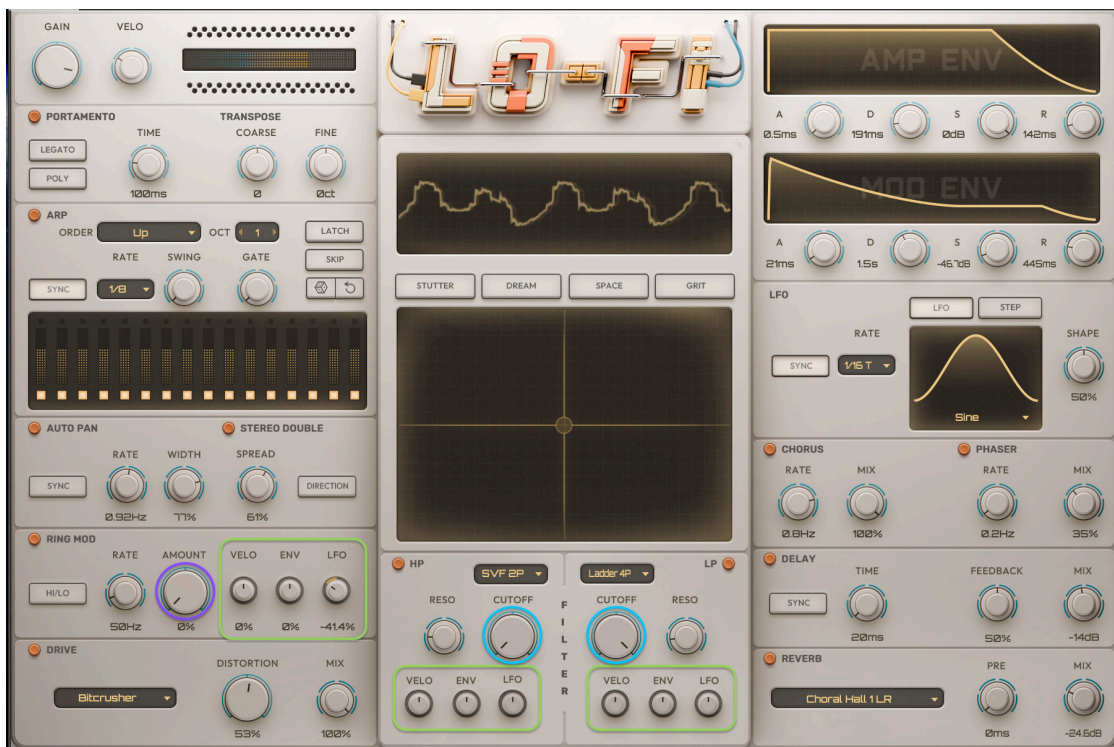 GAIN VELO
PORTAMENTO TRANSPOSE
TIME COARSE FINE
LEGATO
POLY
100ms 0 0ct
ARP
ORDER Up OCT 1 LATCH
RATE SWING GATE SKIP
SYNC 1/8
AUTO PAN STEREO DOUBLE
RATE WIDTH SPREAD
SYNC DIRECTION
0.92Hz 77% 61%
RING MOD
RATE AMOUNT VELO ENV LFO
HI/LO
50Hz 0% 0% 0% -41.4%
DRIVE
DISTORTION MIX
Bitcrusher
53% 100%
LO-FI
STUTTER DREAM SPACE GRIT
HP LP
SVF 2P Ladder 4P
RESO CUTOFF CUTOFF RESO
FILTER
VELO ENV LFO VELO ENV LFO
AMP ENV
A D S R
0.5ms 191ms 0dB 142ms
MOD ENV
A D S R
21ms 1.5s -46.7dB 445ms
LFO
LFO STEP
RATE SHAPE
SYNC 1/16 T
50%
Sine
CHORUS PHASER
RATE MIX RATE MIX
0.8Hz 100% 0.2Hz 35%
DELAY
TIME FEEDBACK MIX
SYNC
20ms 50% -14dB
REVERB
PRE MIX
Choral Hall 1 LR
0ms -24.6dB